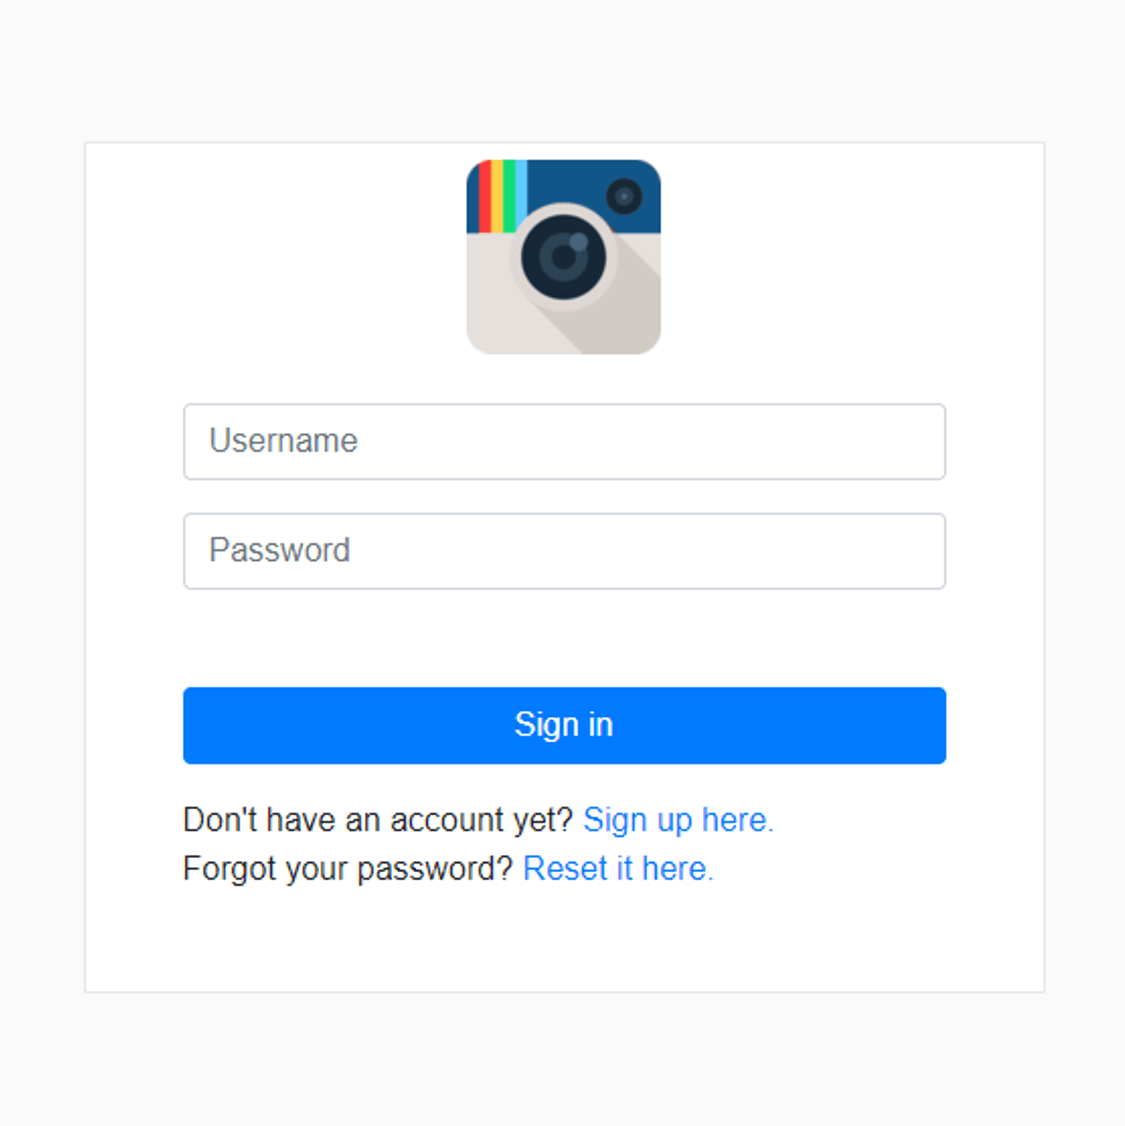 Username
Password
Sign in
Don't have an account yet? Sign up here.
Forgot your password? Reset it here.